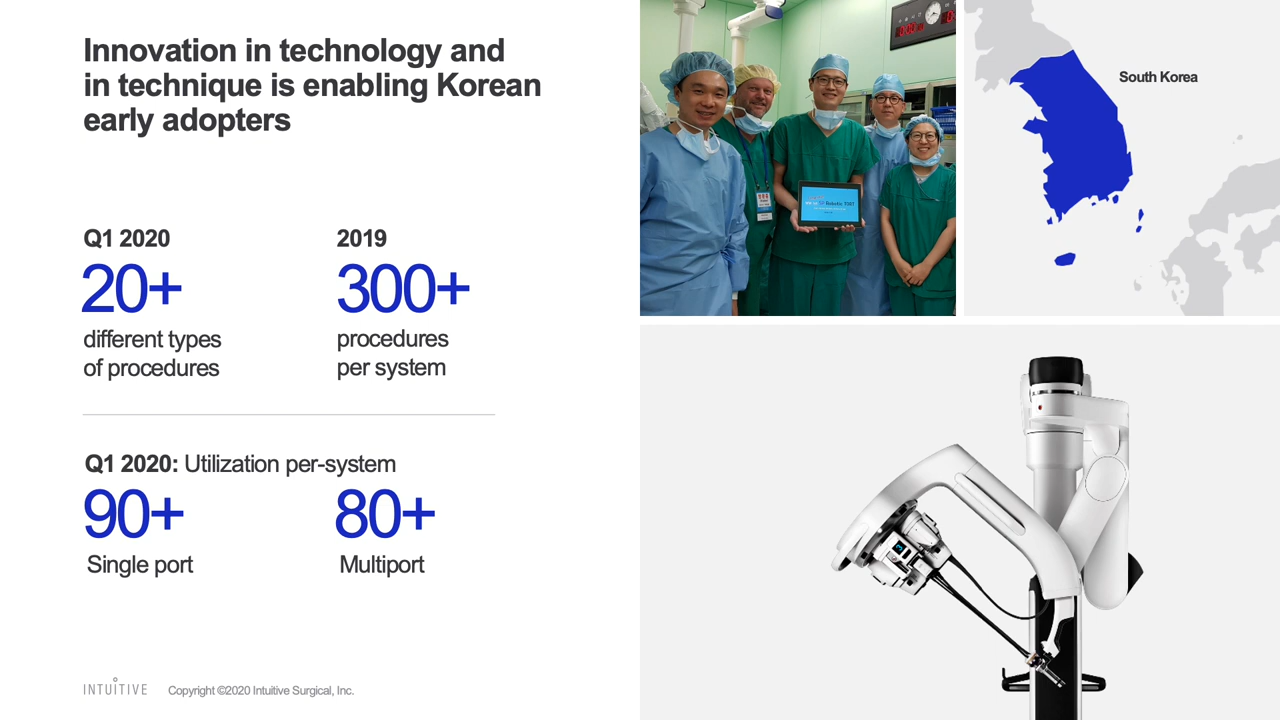 Innovation in technology and
in technique is enabling Korean
early adopters
Q1 2020
20+
different types
of procedures
2019
300+
procedures
per system
Q1 2020: Utilization per-system
90+
Single port
80+
Multiport
INTUITIVE
Copyright ©2020 Intuitive Surgical, Inc.
South Korea
Robotic